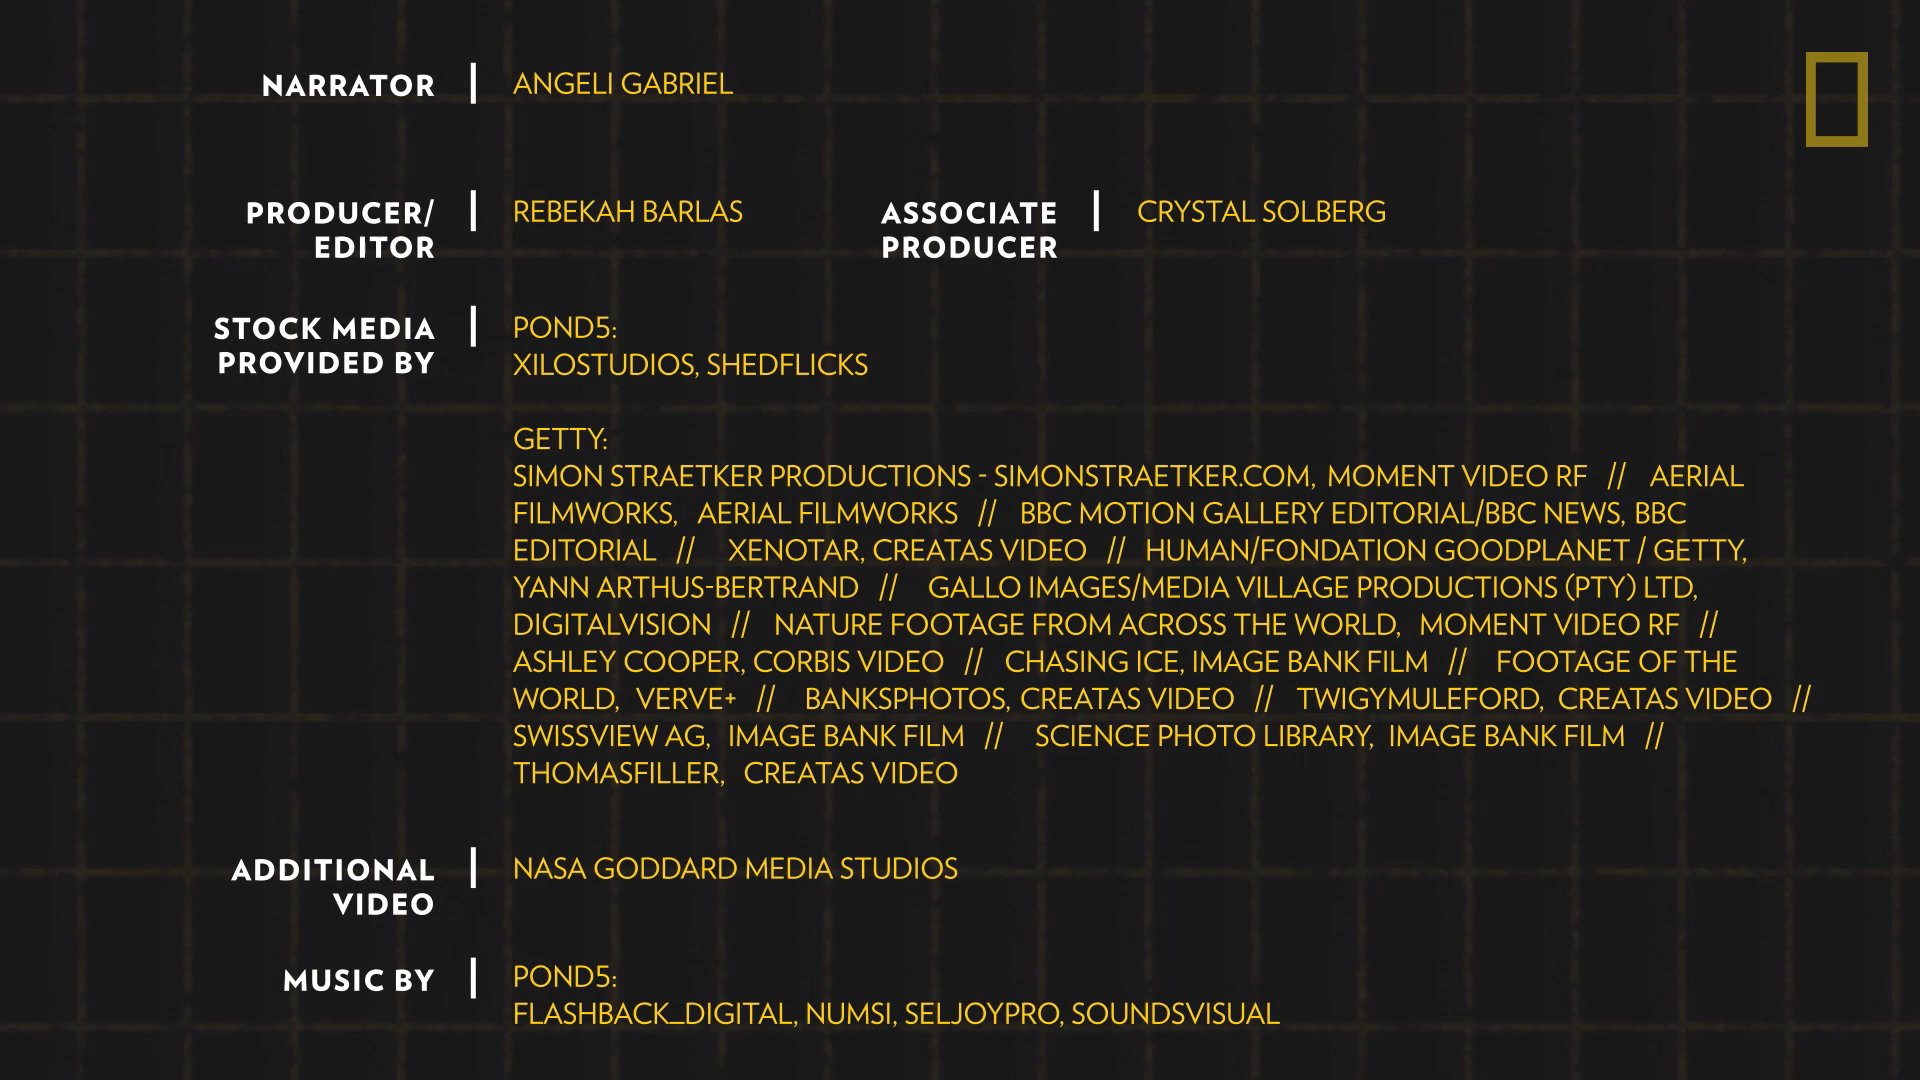 NARRATOR | ANGELI GABRIEL
PRODUCER/ | REBEKAH BARLAS
EDITOR
ASSOCIATE | CRYSTAL SOLBERG
PRODUCER
STOCK MEDIA | POND5:
PROVIDED BY XILOSTUDIOS, SHEDFLICKS
GETTY:
SIMON STRAETKER PRODUCTIONS - SIMONSTRAETKER.COM, MOMENT VIDEO RF // AERIAL
FILMWORKS, AERIAL FILMWORKS // BBC MOTION GALLERY EDITORIAL/BBC NEWS, BBC
EDITORIAL // XENOTAR, CREATAS VIDEO // HUMAN/FONDATION GOODPLANET / GETTY,
YANN ARTHUS-BERTRAND // GALLO IMAGES/MEDIA VILLAGE PRODUCTIONS (PTY) LTD,
DIGITALVISION // NATURE FOOTAGE FROM ACROSS THE WORLD, MOMENT VIDEO RF //
ASHLEY COOPER, CORBIS VIDEO // CHASING ICE, IMAGE BANK FILM // FOOTAGE OF THE
WORLD, VERVE+ // BANKSPHOTOS, CREATAS VIDEO // TWIGYMULEFORD, CREATAS VIDEO //
SWISSVIEW AG, IMAGE BANK FILM // SCIENCE PHOTO LIBRARY, IMAGE BANK FILM //
THOMASFILLER, CREATAS VIDEO
ADDITIONAL | NASA GODDARD MEDIA STUDIOS
VIDEO
MUSIC BY | POND5:
FLASHBACK_DIGITAL, NUMSI, SELJOYPRO, SOUNDSVISUAL